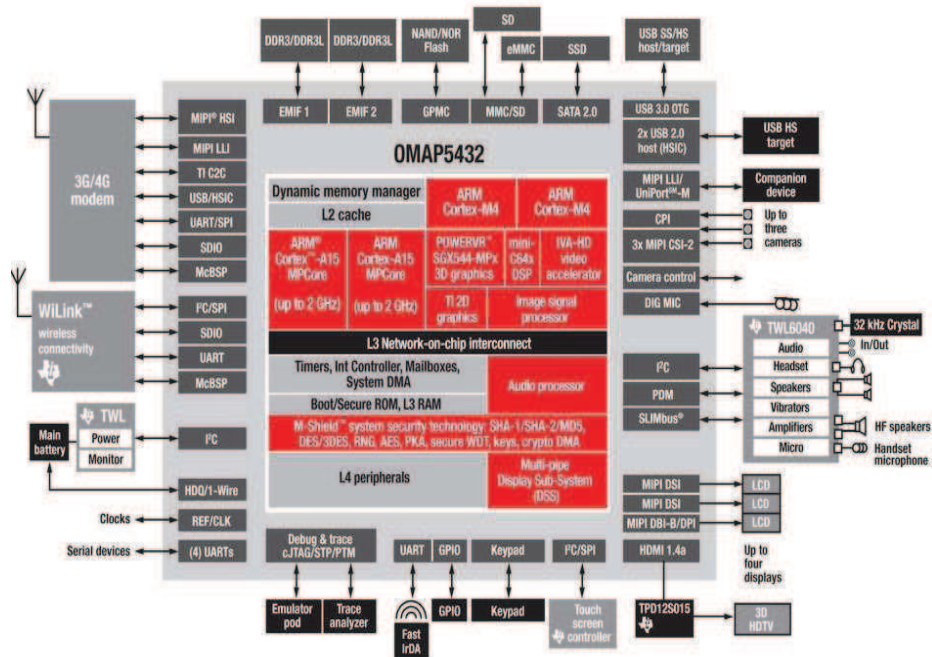 SD
DDR3/DDR3L
DDR3/DDR3L
NAND/NOR
Flash
eMMC
SSD
USB SS/HS
host/target
EMIF 1
EMIF 2
GPMC
MMC/SD
SATA 2.0
USB 3.0 OTG
2x USB 2.0
host (HSIC)
USB HS
target
MIPI LLI/
UniPort℠-M
Companion
device
CPI
3x MIPI CSI-2
Up to
three
cameras
Camera control
DIG MIC
3G/4G
modem
MIPI® HSI
MIPI LLI
TI C2C
USB/HSIC
UART/SPI
SDIO
McBSP
WiLink™
wireless
connectivity
I²C/SPI
SDIO
UART
McBSP
TWL
Power
Monitor
Main
battery
I²C
HDQ/1-Wire
Clocks
REF/CLK
Serial devices
(4) UARTs
OMAP5432
Dynamic memory manager
L2 cache
ARM
Cortex-M4
ARM
Cortex-M4
ARM®
Cortex™-A15
MPCore
(up to 2 GHz)
ARM
Cortex-A15
MPCore
(up to 2 GHz)
POWERVR™
SGX544-MPx
3D graphics
mini-
C64x
DSP
IVA-HD
video
accelerator
TI 2D
graphics
Image signal
processor
L3 Network-on-chip interconnect
Timers, Int Controller, Mailboxes,
System DMA
Boot/Secure ROM, L3 RAM
Audio processor
M-Shield™ system security technology: SHA-1/SHA-2/MD5,
DES/3DES, RNG, AES, PKA, secure WDT, keys, crypto DMA
L4 peripherals
Multi-pipe
Display Sub-System
(DSS)
I²C
PDM
SLIMbus®
TWL6040
Audio
Headset
Speakers
Vibrators
Amplifiers
Micro
32 kHz Crystal
In/Out
HF speakers
Handset
microphone
MIPI DSI
LCD
MIPI DSI
LCD
MIPI DBI-B/DPI
LCD
HDMI 1.4a
Up to
four
displays
TPD12S015
3D
HDTV
Debug & trace
cJTAG/STP/PTM
UART
GPIO
Keypad
I²C/SPI
Emulator
pod
Trace
analyzer
Fast
IrDA
GPIO
Keypad
Touch
screen
controller